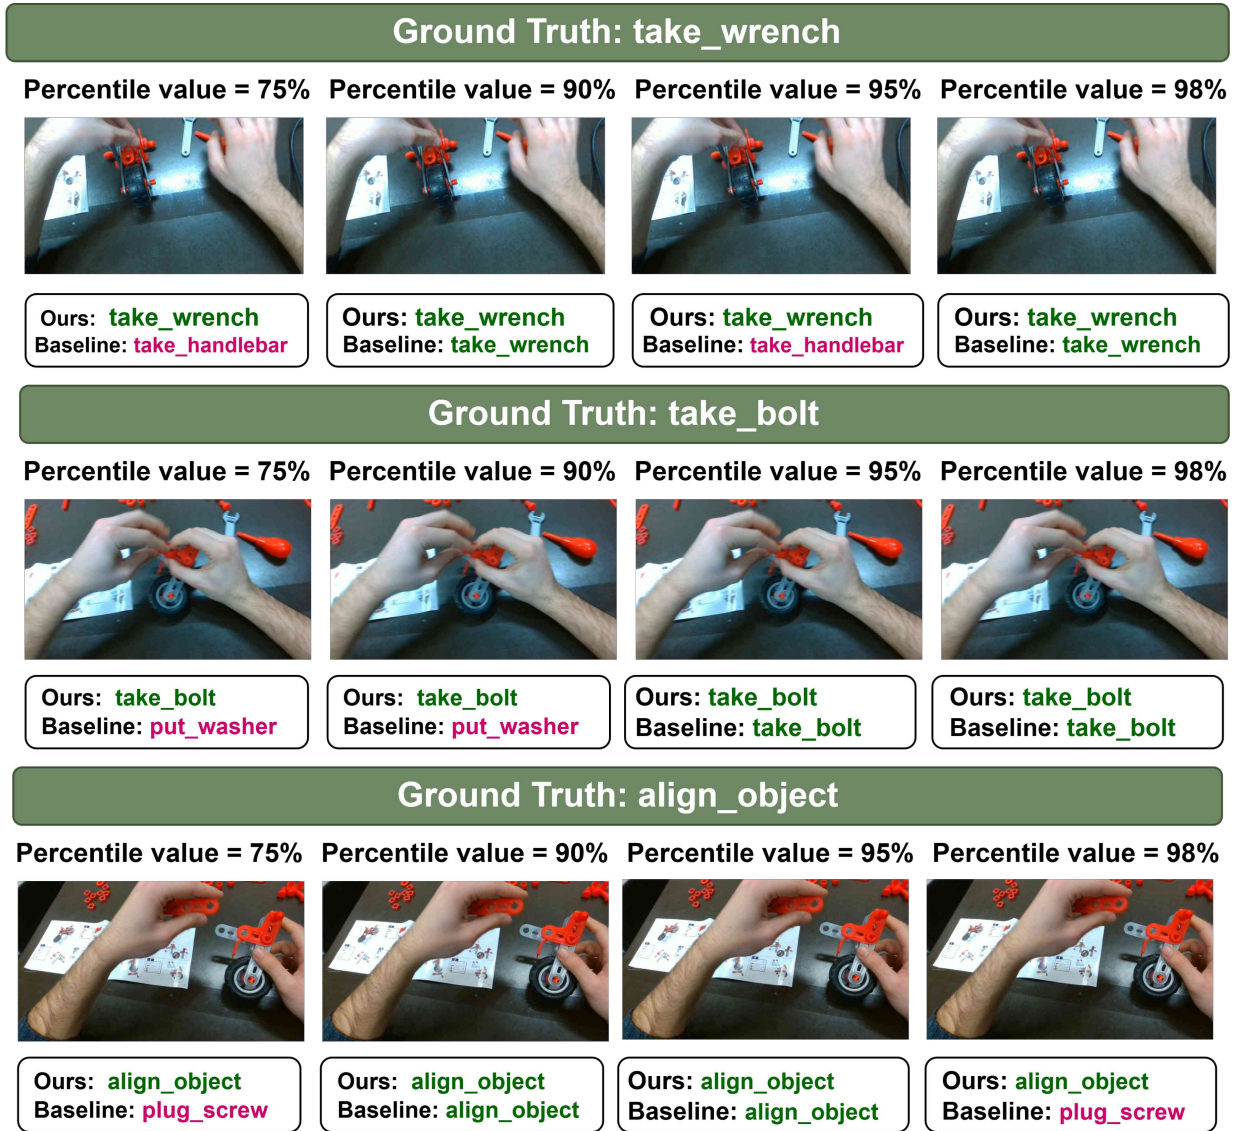 Ground Truth: take_wrench
Percentile value = 75% Percentile value = 90% Percentile value = 95% Percentile value = 98%
Ours: take_wrench
Baseline: take_handlebar
Ours: take_wrench
Baseline: take_wrench
Ours: take_wrench
Baseline: take_handlebar
Ours: take_wrench
Baseline: take_wrench
Ground Truth: take_bolt
Percentile value = 75% Percentile value = 90% Percentile value = 95% Percentile value = 98%
Ours: take_bolt
Baseline: put_washer
Ours: take_bolt
Baseline: put_washer
Ours: take_bolt
Baseline: take_bolt
Ours: take_bolt
Baseline: take_bolt
Ground Truth: align_object
Percentile value = 75% Percentile value = 90% Percentile value = 95% Percentile value = 98%
Ours: align_object
Baseline: plug_screw
Ours: align_object
Baseline: align_object
Ours: align_object
Baseline: align_object
Ours: align_object
Baseline: plug_screw